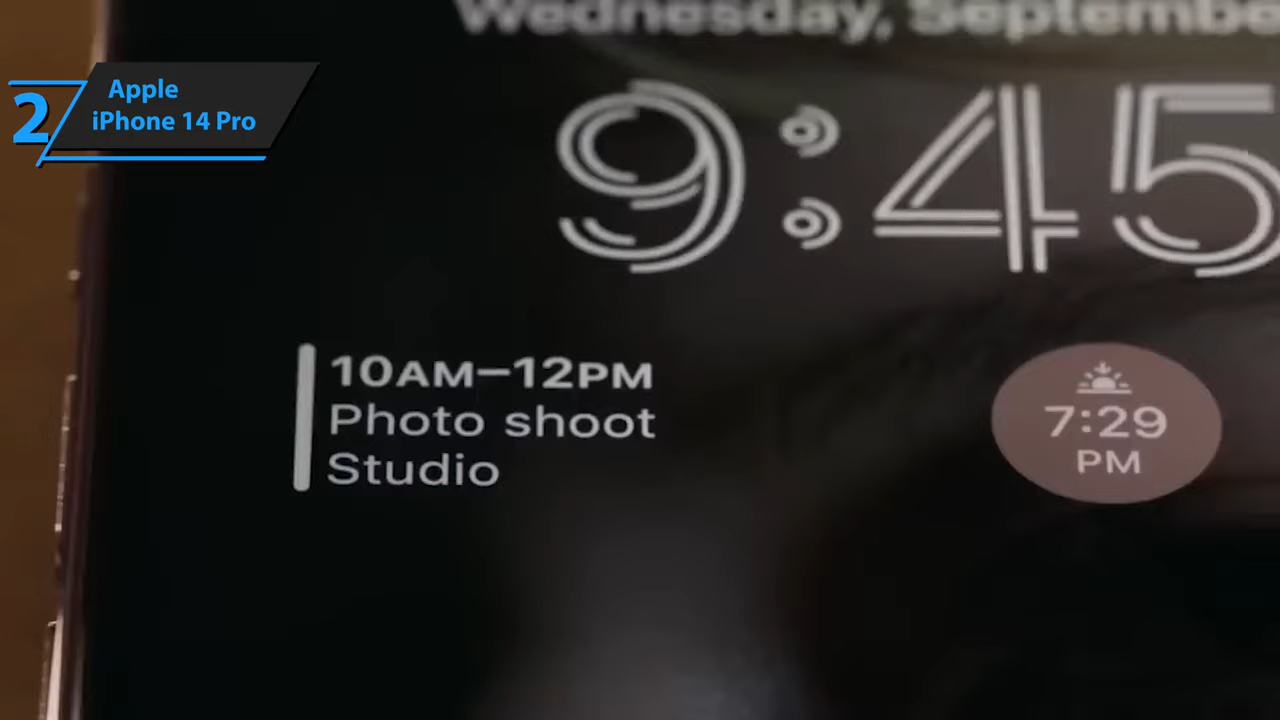 Wednesday, Septembe
2
Apple
iPhone 14 Pro
9:45
10AM–12PM
Photo shoot
Studio
7:29
PM